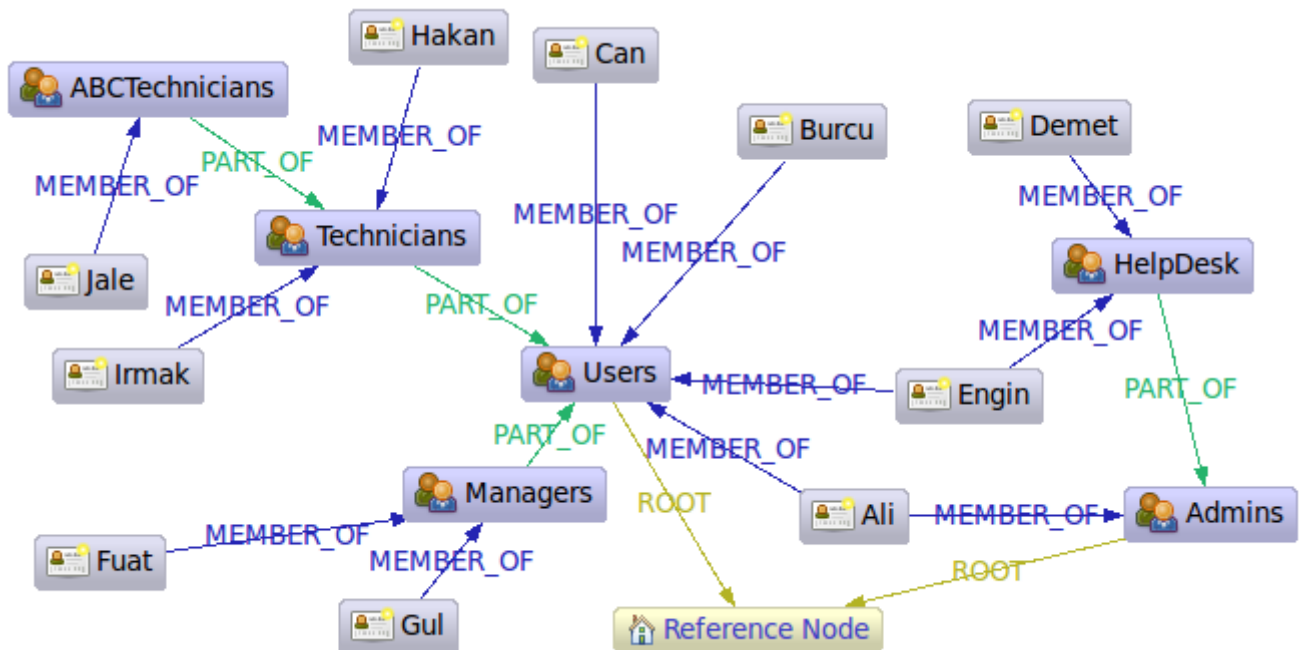 Hakan
Can
ABCTechnicians
Burcu
Demet
MEMBER_OF
PART_OF
MEMBER_OF
MEMBER_OF
MEMBER_OF
Technicians
MEMBER_OF
HelpDesk
Jale
MEMBER_OF
PART_OF
MEMBER_OF
Irmak
Users
MEMBER_OF
Engin
PART_OF
PART_OF
MEMBER_OF
Managers
ROOT
Ali
MEMBER_OF
Admins
MEMBER_OF
Fuat
MEMBER_OF
ROOT
Gul
Reference Node